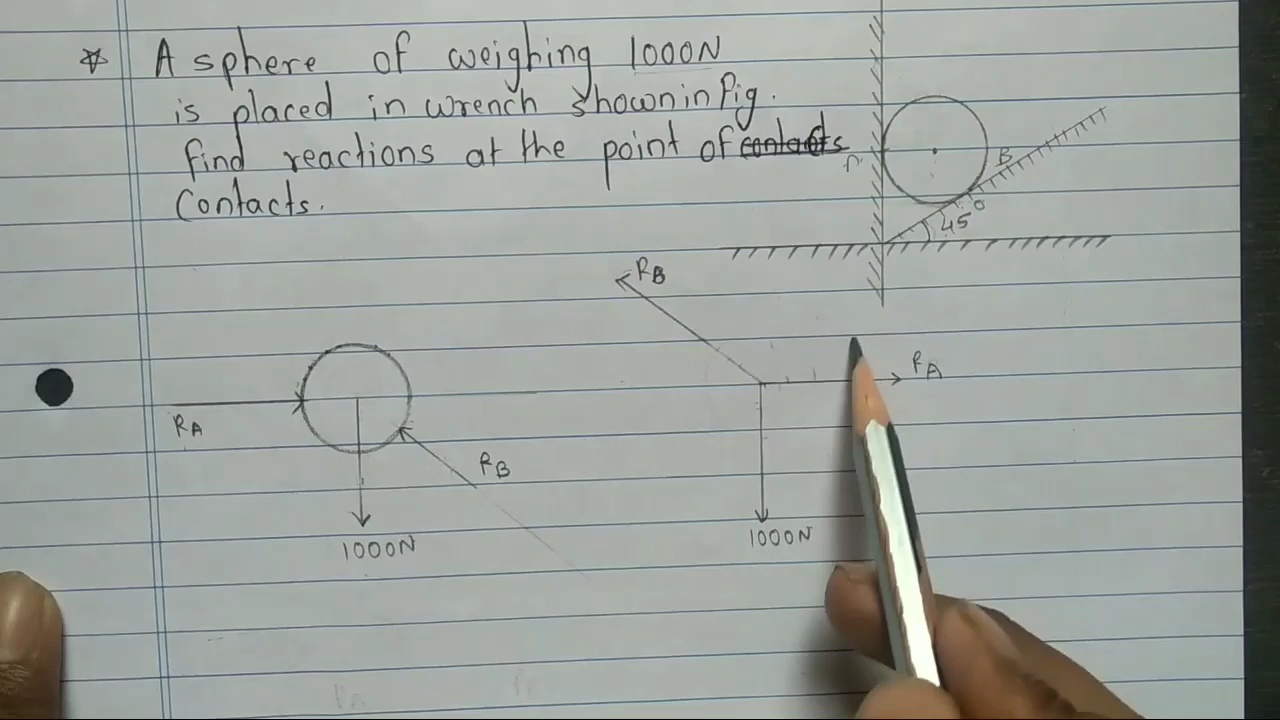 A sphere of weighing 1000N
is placed in wrench shown in fig.
find reactions at the point of contacts
Contacts.
B
45°
RB
RA
RA
RB
1000N
1000N